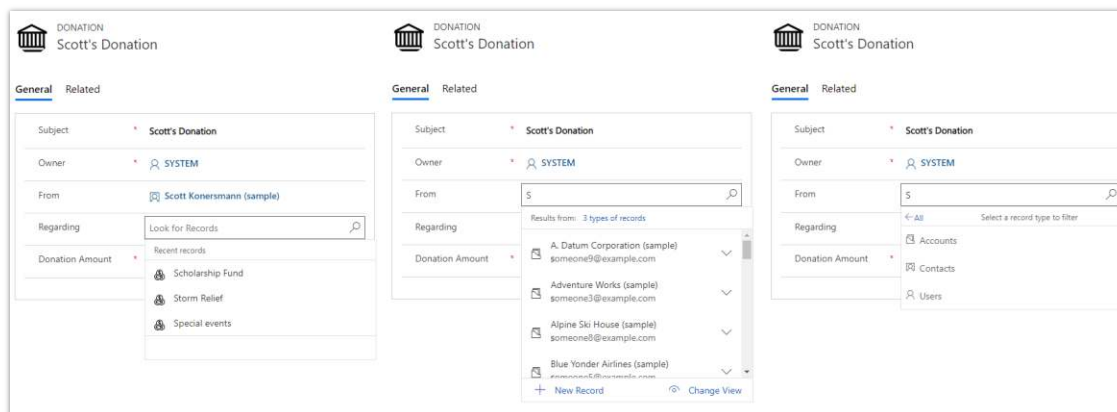 DONATION
Scott's Donation
General Related
Subject * Scott's Donation
Owner * SYSTEM
From Scott Konersmann (sample)
Regarding Look for Records
Recent records
Donation Amount *
Scholarship Fund
Storm Relief
Special events
DONATION
Scott's Donation
General Related
Subject * Scott's Donation
Owner * SYSTEM
From S
Results from: 3 types of records
Regarding
A. Datum Corporation (sample)
someone9@example.com
Donation Amount *
Adventure Works (sample)
someone3@example.com
Alpine Ski House (sample)
someone8@example.com
Blue Yonder Airlines (sample)
someone5@example.com
+ New Record Change View
DONATION
Scott's Donation
General Related
Subject * Scott's Donation
Owner * SYSTEM
From S
←All Select a record type to filter
Regarding
Accounts
Donation Amount *
Contacts
Users